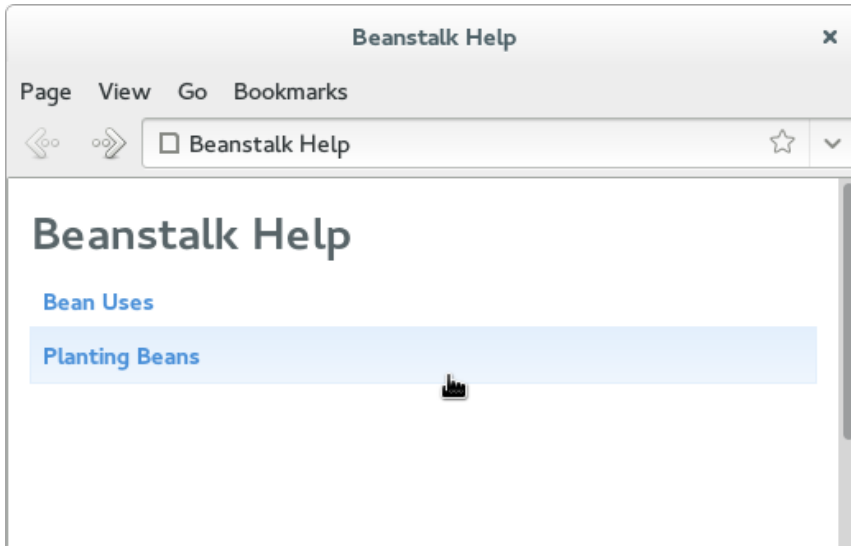 Beanstalk Help
Page View Go Bookmarks
Beanstalk Help
Beanstalk Help
Bean Uses
Planting Beans